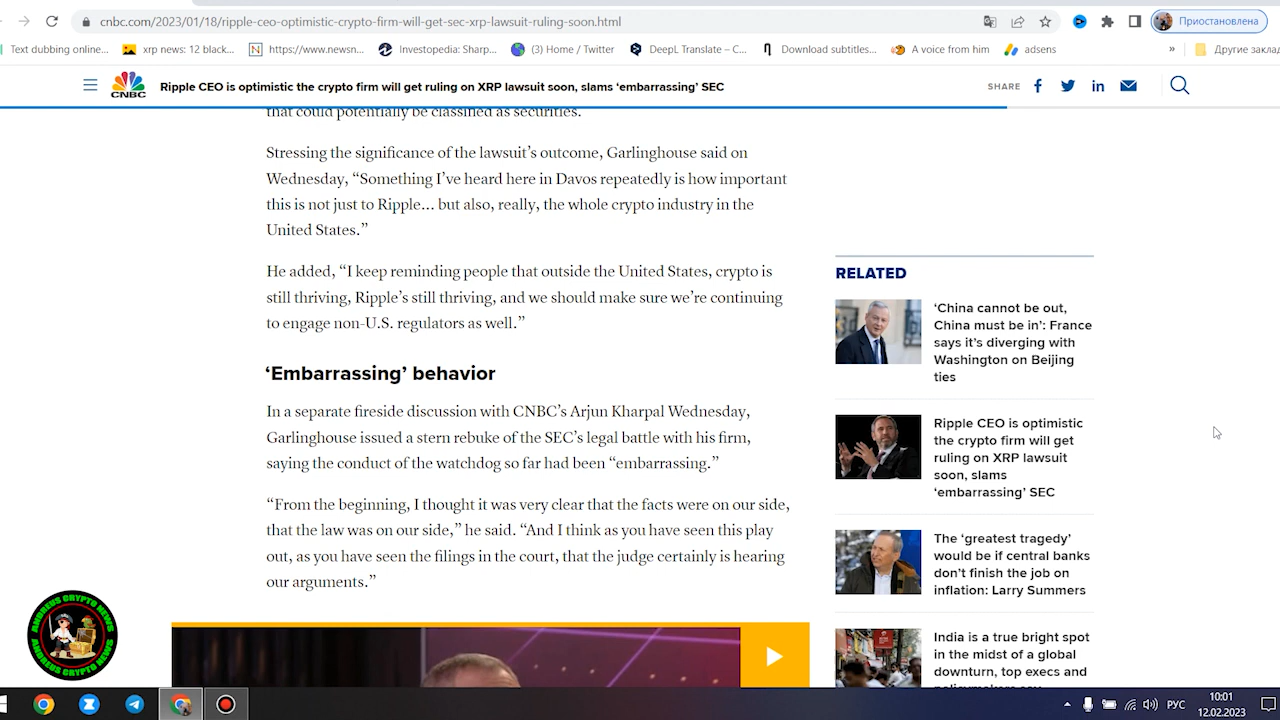 cnbc.com/2023/01/18/ripple-ceo-optimistic-crypto-firm-will-get-sec-xrp-lawsuit-ruling-soon.html
Приостановлена
Text dubbing online...
xrp news: 12 black...
https://www.newsn...
Investopedia: Sharp...
(3) Home / Twitter
DeepL Translate – C...
Download subtitles...
A voice from him
adsens
»
Другие закла
CNBC
Ripple CEO is optimistic the crypto firm will get ruling on XRP lawsuit soon, slams ‘embarrassing’ SEC
SHARE
that could potentially be classified as securities.
Stressing the significance of the lawsuit’s outcome, Garlinghouse said on
Wednesday, “Something I’ve heard here in Davos repeatedly is how important
this is not just to Ripple... but also, really, the whole crypto industry in the
United States.”
He added, “I keep reminding people that outside the United States, crypto is
still thriving, Ripple’s still thriving, and we should make sure we’re continuing
to engage non-U.S. regulators as well.”
‘Embarrassing’ behavior
In a separate fireside discussion with CNBC’s Arjun Kharpal Wednesday,
Garlinghouse issued a stern rebuke of the SEC’s legal battle with his firm,
saying the conduct of the watchdog so far had been “embarrassing.”
“From the beginning, I thought it was very clear that the facts were on our side,
that the law was on our side,” he said. “And I think as you have seen this play
out, as you have seen the filings in the court, that the judge certainly is hearing
our arguments.”
RELATED
‘China cannot be out,
China must be in’: France
says it’s diverging with
Washington on Beijing
ties
Ripple CEO is optimistic
the crypto firm will get
ruling on XRP lawsuit
soon, slams
‘embarrassing’ SEC
The ‘greatest tragedy’
would be if central banks
don’t finish the job on
inflation: Larry Summers
India is a true bright spot
in the midst of a global
downturn, top execs and
ANDREUS CRYPTO NEWS
ANDREUS CRYPTO NEWS
РУС
10:01
12.02.2023